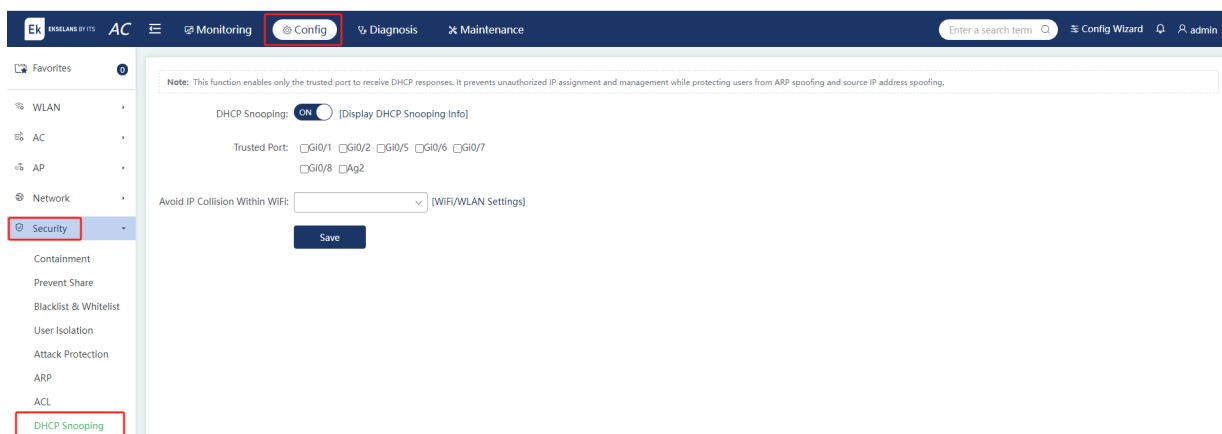 Ek EKSELANS BY ITS AC Monitoring Config Diagnosis Maintenance Enter a search term Config Wizard admin
Favorites 0
Note: This function enables only the trusted port to receive DHCP responses. It prevents unauthorized IP assignment and management while protecting users from ARP spoofing and source IP address spoofing.
WLAN
DHCP Snooping: ON [Display DHCP Snooping Info]
AC
Trusted Port: Gi0/1 Gi0/2 Gi0/5 Gi0/6 Gi0/7
Gi0/8 Ag2
AP
Network
Avoid IP Collision Within WiFi: [WiFi/WLAN Settings]
Security
Save
Containment
Prevent Share
Blacklist & Whitelist
User Isolation
Attack Protection
ARP
ACL
DHCP Snooping